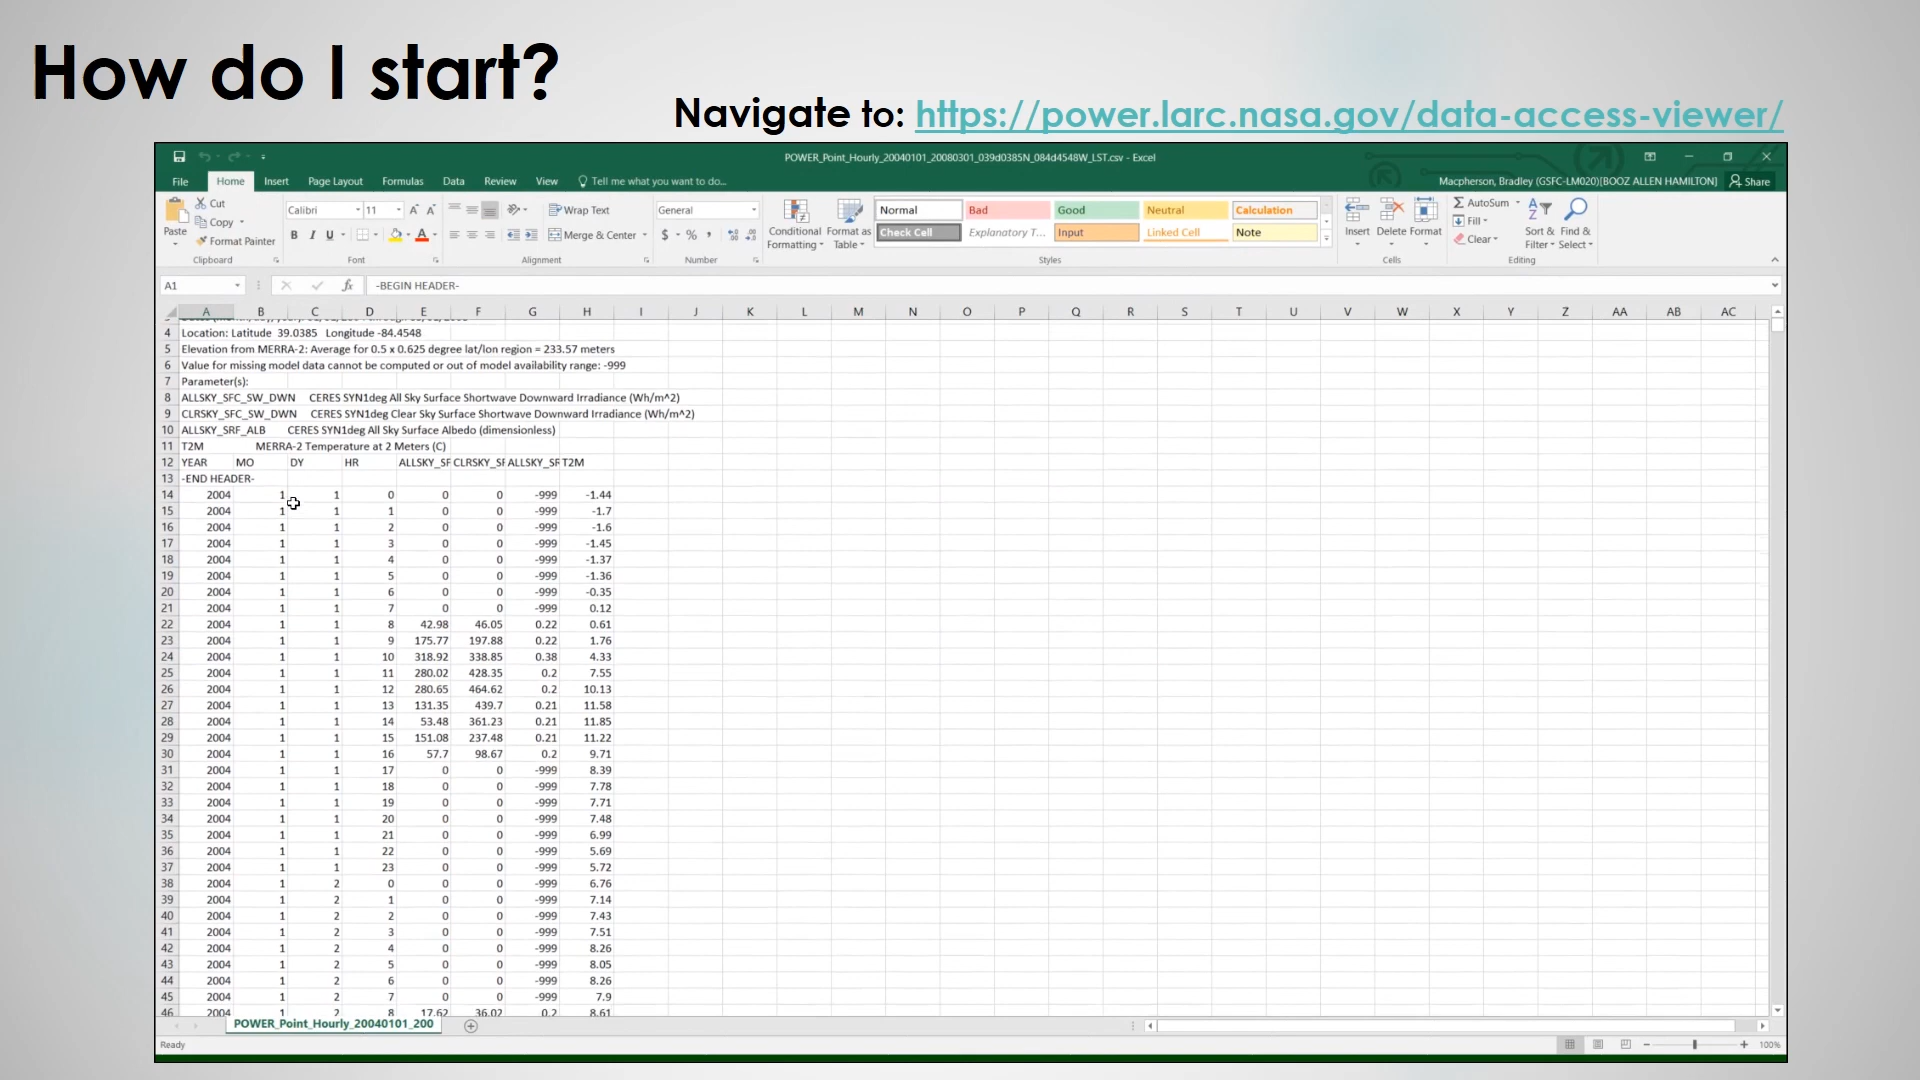 How do I start?
Navigate to: https://power.larc.nasa.gov/data-access-viewer/
POWER_Point_Hourly_20040101_20080301_039d0385N_084d4548W_LST.csv - Excel
File Home Insert Page Layout Formulas Data Review View Tell me what you want to do... Macpherson, Bradley (GSFC-LM020)[BOOZ ALLEN HAMILTON] Share
Paste Cut Copy Format Painter Clipboard
Calibri 11 B I U Font
Wrap Text Merge & Center Alignment
General $ % , Number
Conditional Formatting Format as Table
Normal Bad Good Neutral Calculation
Check Cell Explanatory T... Input Linked Cell Note
Styles
Insert Delete Format Cells
AutoSum Fill Clear Sort & Filter Find & Select Editing
A1 fx -BEGIN HEADER-
A B C D E F G H I J K L M N O P Q R S T U V W X Y Z AA AB AC
4 Location: Latitude 39.0385 Longitude -84.4548
5 Elevation from MERRA-2: Average for 0.5 x 0.625 degree lat/lon region = 233.57 meters
6 Value for missing model data cannot be computed or out of model availability range: -999
7 Parameter(s):
8 ALLSKY_SFC_SW_DWN CERES SYN1deg All Sky Surface Shortwave Downward Irradiance (Wh/m^2)
9 CLRSKY_SFC_SW_DWN CERES SYN1deg Clear Sky Surface Shortwave Downward Irradiance (Wh/m^2)
10 ALLSKY_SRF_ALB CERES SYN1deg All Sky Surface Albedo (dimensionless)
11 T2M MERRA-2 Temperature at 2 Meters (C)
12 YEAR MO DY HR ALLSKY_SF CLRSKY_SF ALLSKY_SR T2M
13 -END HEADER-
14 2004 1 1 0 0 0 -999 -1.44
15 2004 1 1 1 0 0 -999 -1.7
16 2004 1 1 2 0 0 -999 -1.6
17 2004 1 1 3 0 0 -999 -1.45
18 2004 1 1 4 0 0 -999 -1.37
19 2004 1 1 5 0 0 -999 -1.36
20 2004 1 1 6 0 0 -999 -0.35
21 2004 1 1 7 0 0 -999 0.12
22 2004 1 1 8 42.98 46.05 0.22 0.61
23 2004 1 1 9 175.77 197.88 0.22 1.76
24 2004 1 1 10 318.92 338.85 0.38 4.33
25 2004 1 1 11 280.02 428.35 0.2 7.55
26 2004 1 1 12 280.65 464.62 0.2 10.13
27 2004 1 1 13 131.35 439.7 0.21 11.58
28 2004 1 1 14 53.48 361.23 0.21 11.85
29 2004 1 1 15 151.08 237.48 0.21 11.22
30 2004 1 1 16 57.7 98.67 0.2 9.71
31 2004 1 1 17 0 0 -999 8.39
32 2004 1 1 18 0 0 -999 7.78
33 2004 1 1 19 0 0 -999 7.71
34 2004 1 1 20 0 0 -999 7.48
35 2004 1 1 21 0 0 -999 6.99
36 2004 1 1 22 0 0 -999 5.69
37 2004 1 1 23 0 0 -999 5.72
38 2004 1 2 0 0 0 -999 6.76
39 2004 1 2 1 0 0 -999 7.14
40 2004 1 2 2 0 0 -999 7.43
41 2004 1 2 3 0 0 -999 7.51
42 2004 1 2 4 0 0 -999 8.26
43 2004 1 2 5 0 0 -999 8.05
44 2004 1 2 6 0 0 -999 8.26
45 2004 1 2 7 0 0 -999 7.9
46 2004 1 2 8 17.62 36.02 0.2 8.61
POWER_Point_Hourly_20040101_200
Ready 100%